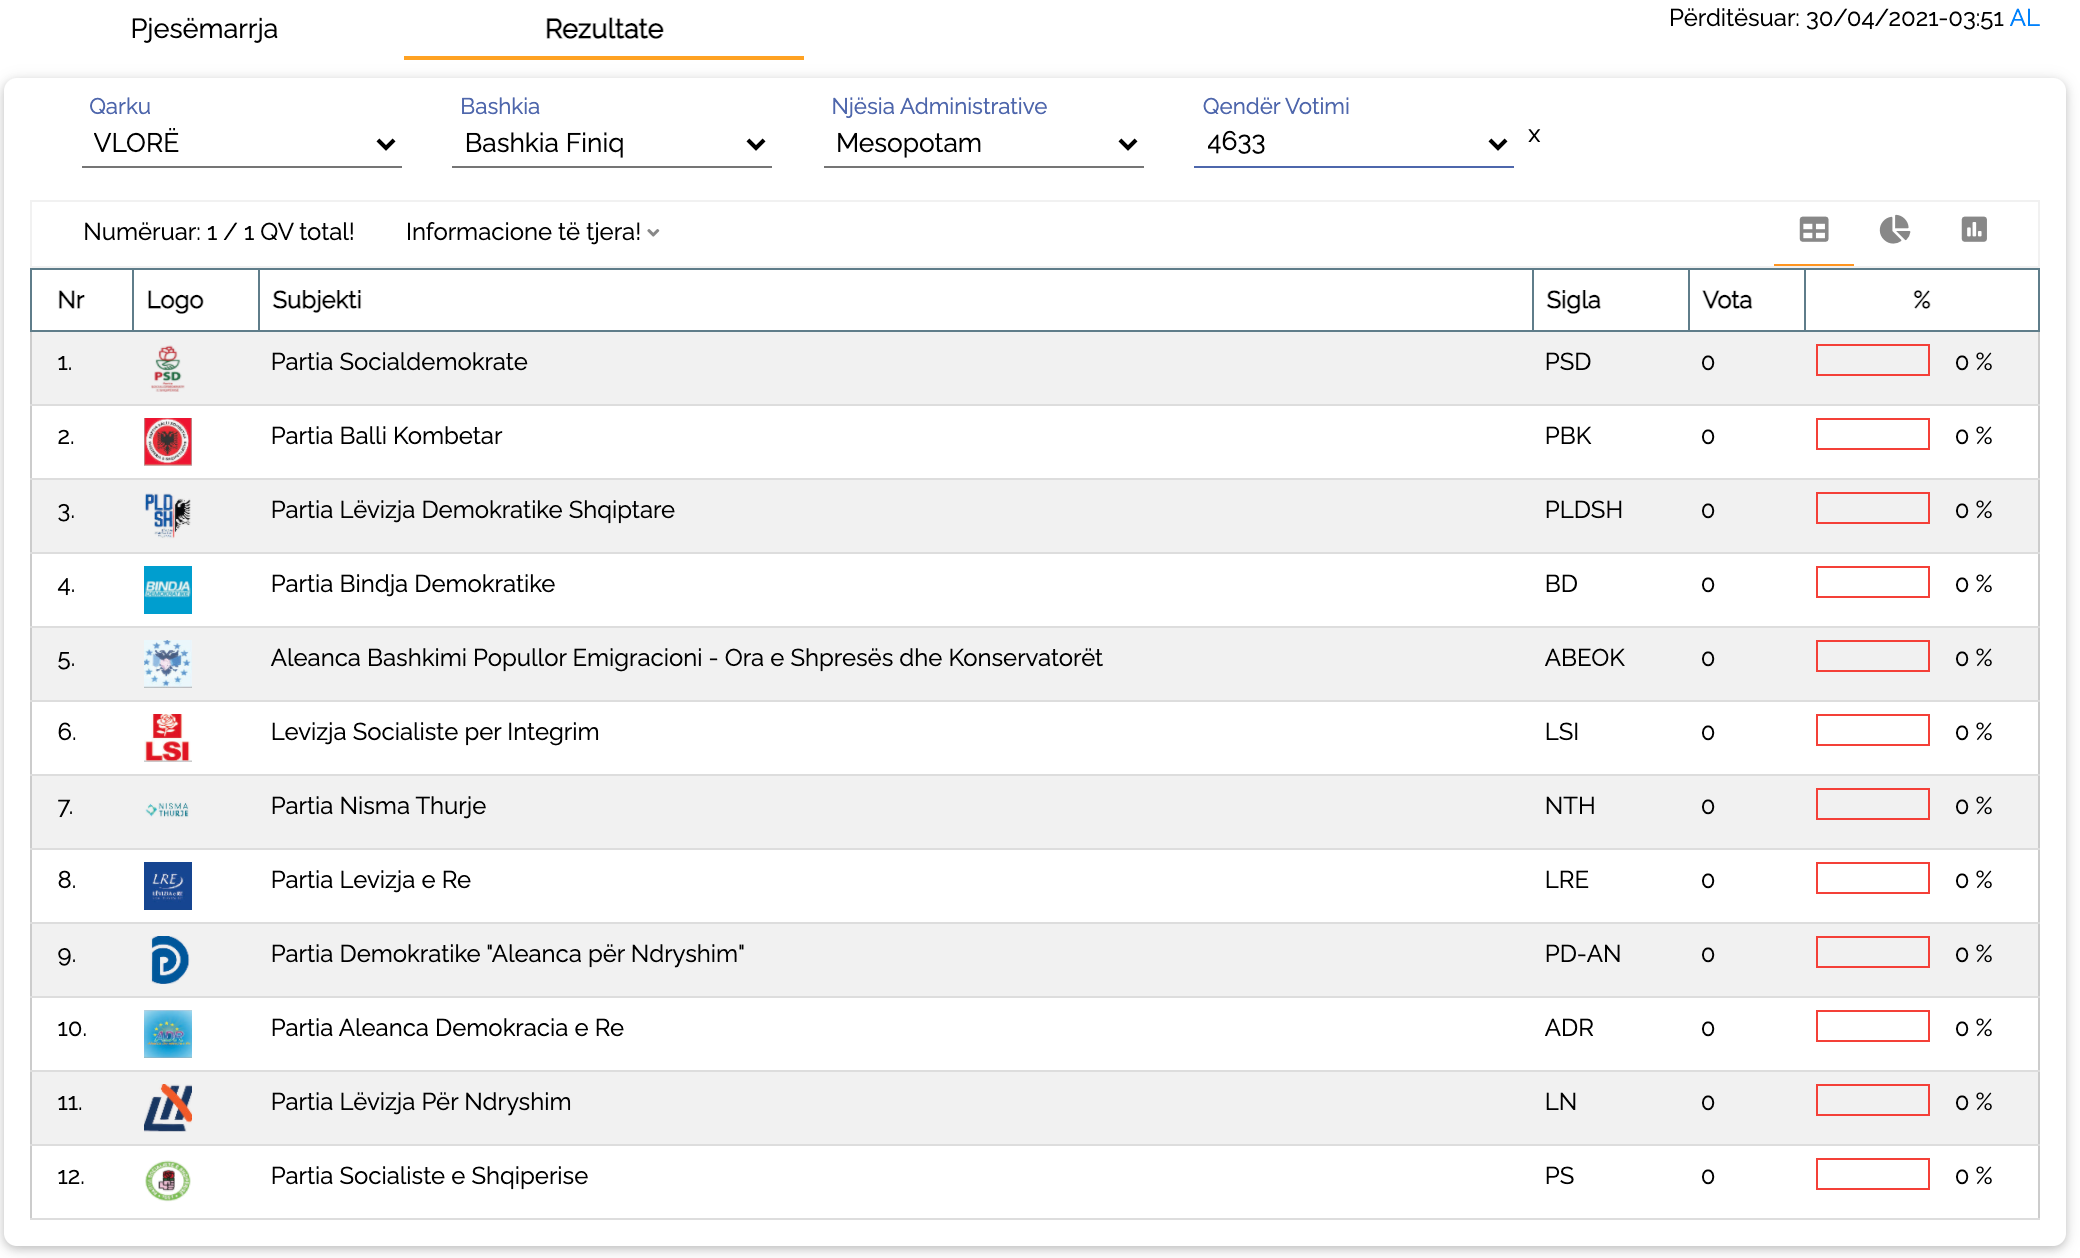 Pjesëmarrja Rezultate Përditësuar: 30/04/2021-03:51 AL
Qarku Bashkia Njësia Administrative Qendër Votimi
VLORË Bashkia Finiq Mesopotam 4633 x
Numëruar: 1 / 1 QV total! Informacione të tjera!
Nr Logo Subjekti Sigla Vota %
1. PSD Partia Socialdemokrate PSD 0 0 %
2. Partia Balli Kombetar PBK 0 0 %
3. PLDSH Partia Lëvizja Demokratike Shqiptare PLDSH 0 0 %
4. BINDJA DEMOKRATIKE Partia Bindja Demokratike BD 0 0 %
5. Aleanca Bashkimi Popullor Emigracioni - Ora e Shpresës dhe Konservatorët ABEOK 0 0 %
6. LSI Levizja Socialiste per Integrim LSI 0 0 %
7. NISMA THURJE Partia Nisma Thurje NTH 0 0 %
8. LRE LËVIZJA e RE Partia Levizja e Re LRE 0 0 %
9. Partia Demokratike "Aleanca për Ndryshim" PD-AN 0 0 %
10. Partia Aleanca Demokracia e Re ADR 0 0 %
11. Partia Lëvizja Për Ndryshim LN 0 0 %
12. Partia Socialiste e Shqiperise PS 0 0 %